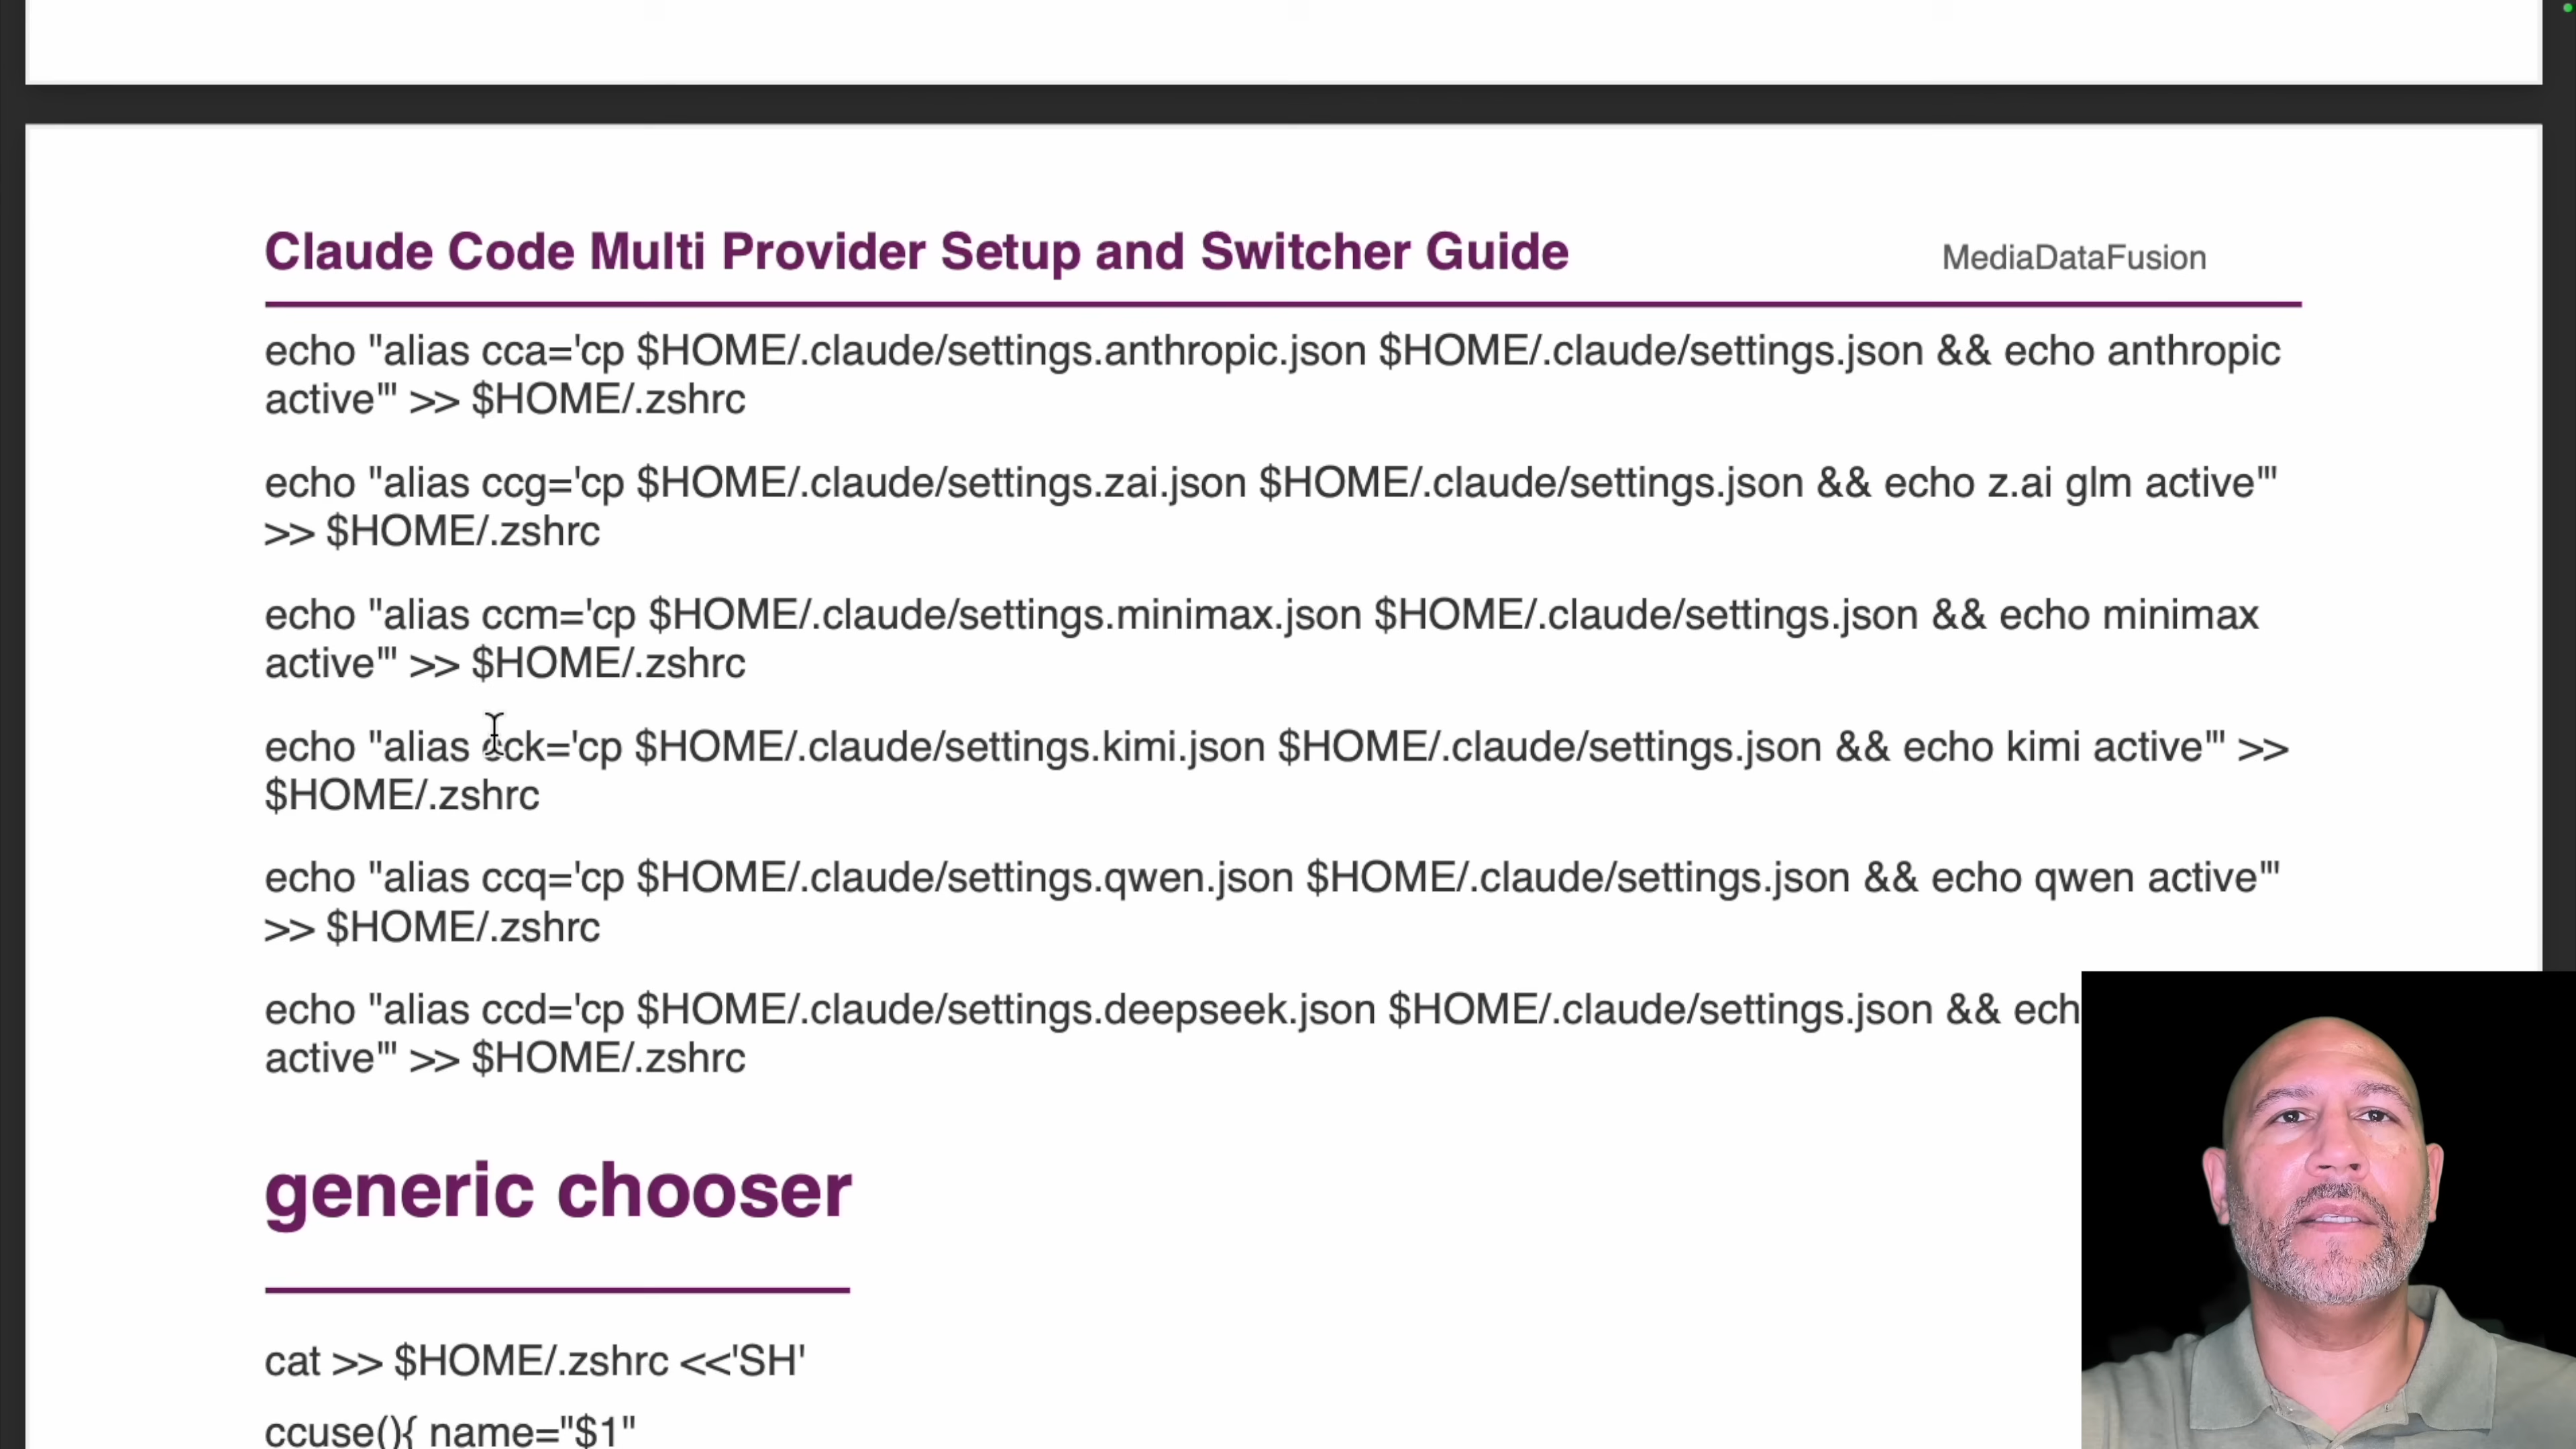 Claude Code Multi Provider Setup and Switcher Guide
MediaDataFusion
echo "alias cca='cp $HOME/.claude/settings.anthropic.json $HOME/.claude/settings.json && echo anthropic
active'" >> $HOME/.zshrc
echo "alias ccg='cp $HOME/.claude/settings.zai.json $HOME/.claude/settings.json && echo z.ai glm active'"
>> $HOME/.zshrc
echo "alias ccm='cp $HOME/.claude/settings.minimax.json $HOME/.claude/settings.json && echo minimax
active'" >> $HOME/.zshrc
echo "alias cck='cp $HOME/.claude/settings.kimi.json $HOME/.claude/settings.json && echo kimi active'" >>
$HOME/.zshrc
echo "alias ccq='cp $HOME/.claude/settings.qwen.json $HOME/.claude/settings.json && echo qwen active'"
>> $HOME/.zshrc
echo "alias ccd='cp $HOME/.claude/settings.deepseek.json $HOME/.claude/settings.json && ech
active'" >> $HOME/.zshrc
generic chooser
cat >> $HOME/.zshrc <<'SH'
ccuse(){ name="$1"